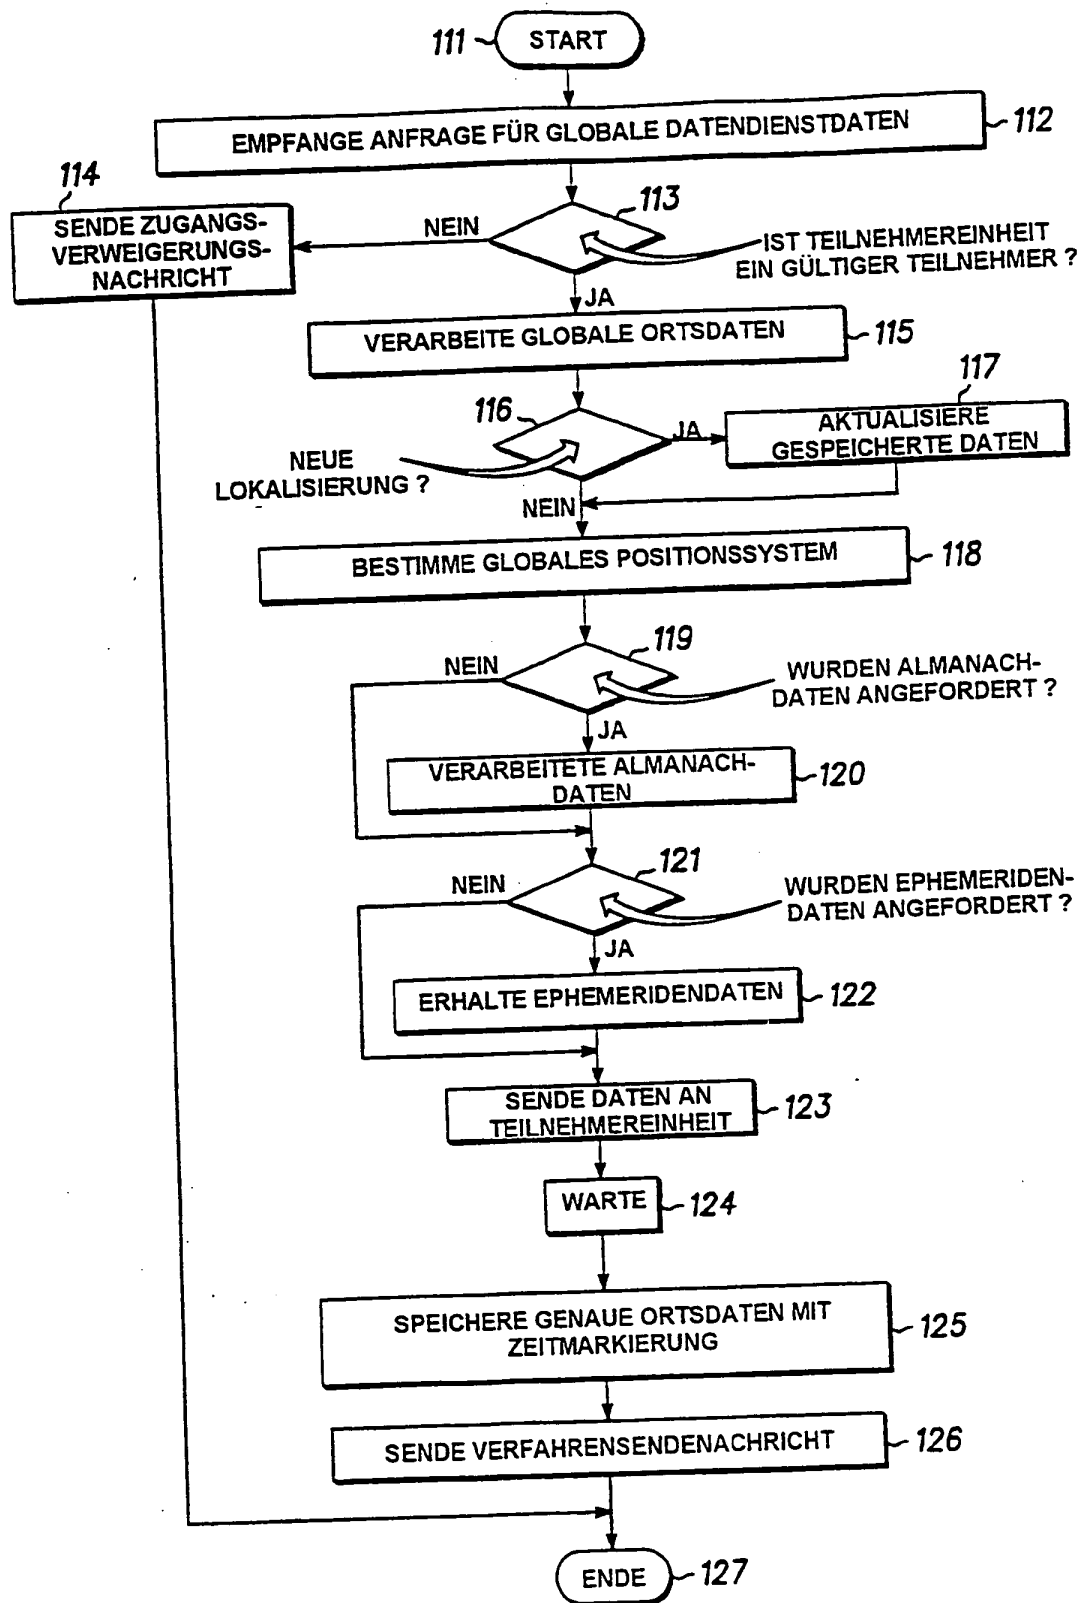 111
START
EMPFANGE ANFRAGE FÜR GLOBALE DATENDIENSTDATEN
112
114
SENDE ZUGANGS-
VERWEIGERUNGS-
NACHRICHT
NEIN
113
IST TEILNEHMEREINHEIT
EIN GÜLTIGER TEILNEHMER ?
JA
VERARBEITE GLOBALE ORTSDATEN
115
116
NEUE
LOKALISIERUNG ?
JA
117
AKTUALISIERE
GESPEICHERTE DATEN
NEIN
BESTIMME GLOBALES POSITIONSSYSTEM
118
NEIN
119
WURDEN ALMANACH-
DATEN ANGEFORDERT ?
JA
VERARBEITETE ALMANACH-
DATEN
120
NEIN
121
WURDEN EPHEMERIDEN-
DATEN ANGEFORDERT ?
JA
ERHALTE EPHEMERIDENDATEN
122
SENDE DATEN AN
TEILNEHMEREINHEIT
123
WARTE
124
SPEICHERE GENAUE ORTSDATEN MIT
ZEITMARKIERUNG
125
SENDE VERFAHRENSENDENACHRICHT
126
ENDE
127